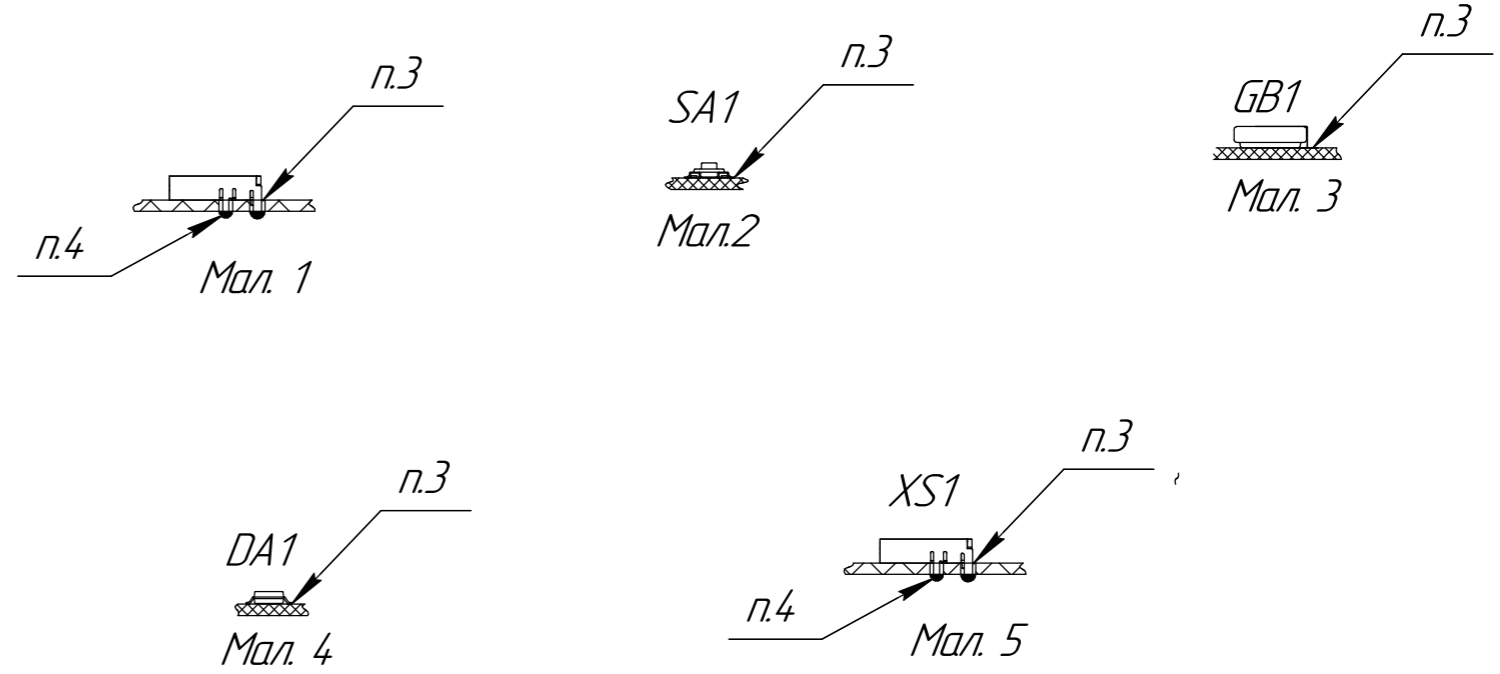 п.3
п.4
Мал. 1
SA1
п.3
Мал.2
GB1
п.3
Мал. 3
DA1
п.3
Мал. 4
XS1
п.3
п.4
Мал. 5